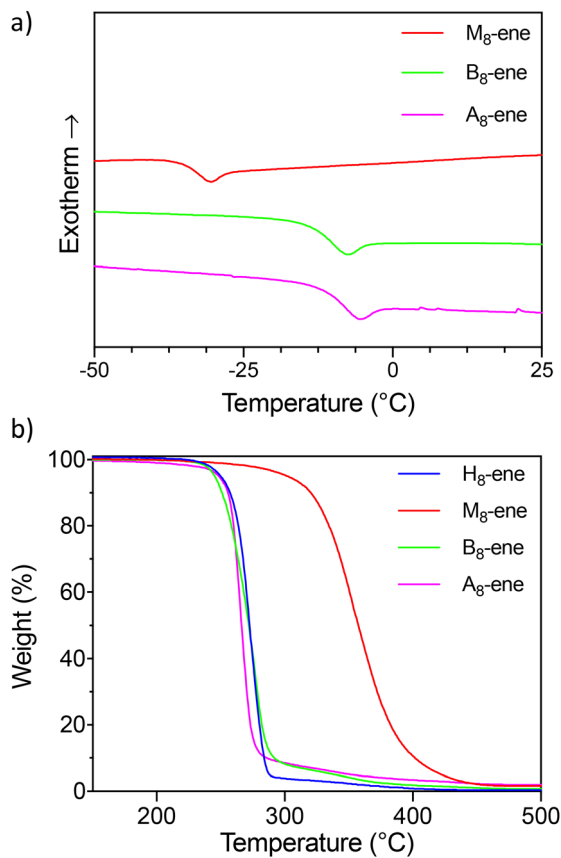 a)
M₈-ene
B₈-ene
A₈-ene
Exotherm →
-50 -25 0 25
Temperature (°C)
b)
100
80
60
40
20
0
H₈-ene
M₈-ene
B₈-ene
A₈-ene
Weight (%)
200 300 400 500
Temperature (°C)